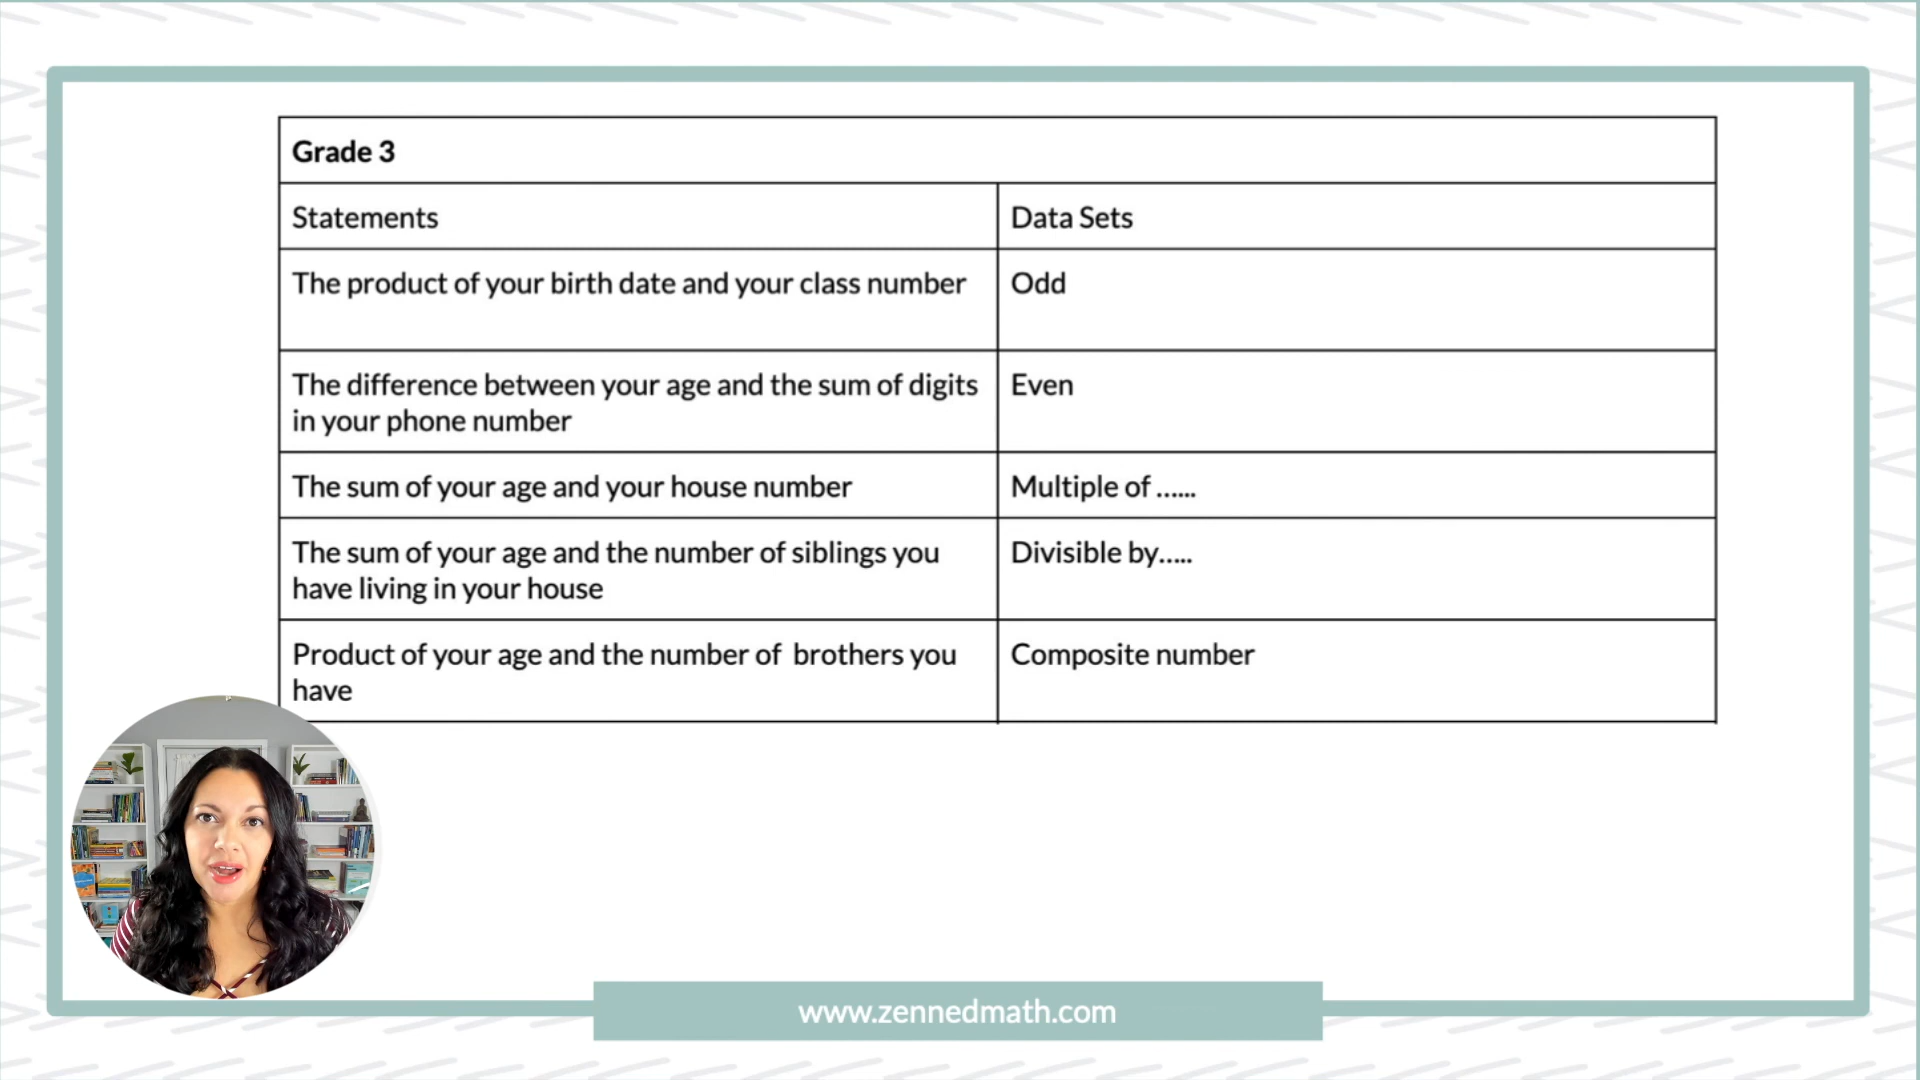 Grade 3
Statements
Data Sets
The product of your birth date and your class number
Odd
The difference between your age and the sum of digits
in your phone number
Even
The sum of your age and your house number
Multiple of ......
The sum of your age and the number of siblings you
have living in your house
Divisible by.....
Product of your age and the number of  brothers you
have
Composite number
www.zennedmath.com